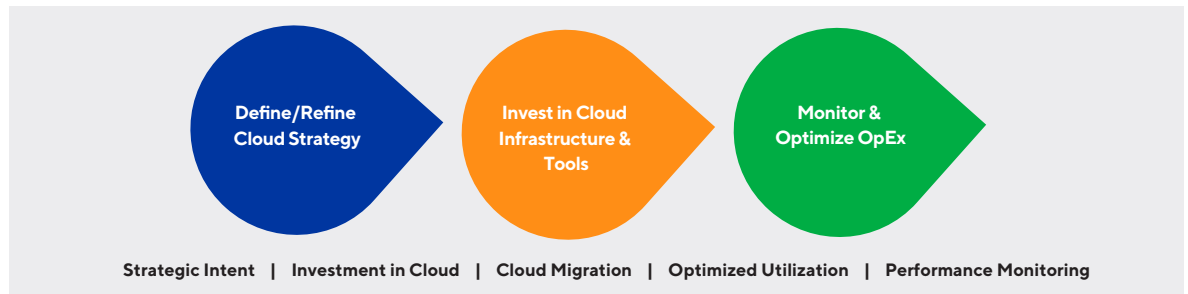 Define/Refine
Cloud Strategy
Invest in Cloud
Infrastructure &
Tools
Monitor &
Optimize OpEx
Strategic Intent | Investment in Cloud | Cloud Migration | Optimized Utilization | Performance Monitoring